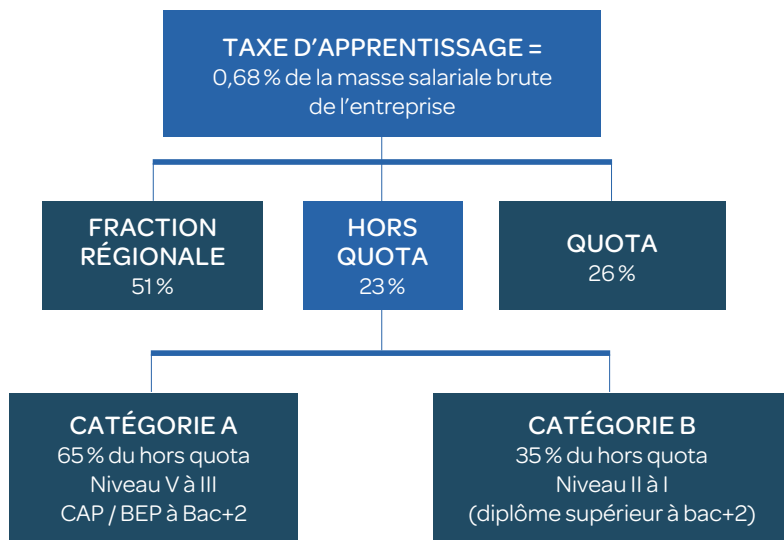 TAXE D'APPRENTISSAGE =
0,68 % de la masse salariale brute
de l'entreprise
FRACTION
RÉGIONALE
51 %
HORS
QUOTA
23 %
QUOTA
26 %
CATÉGORIE A
65 % du hors quota
Niveau V à III
CAP / BEP à Bac+2
CATÉGORIE B
35 % du hors quota
Niveau II à I
(diplôme supérieur à bac+2)